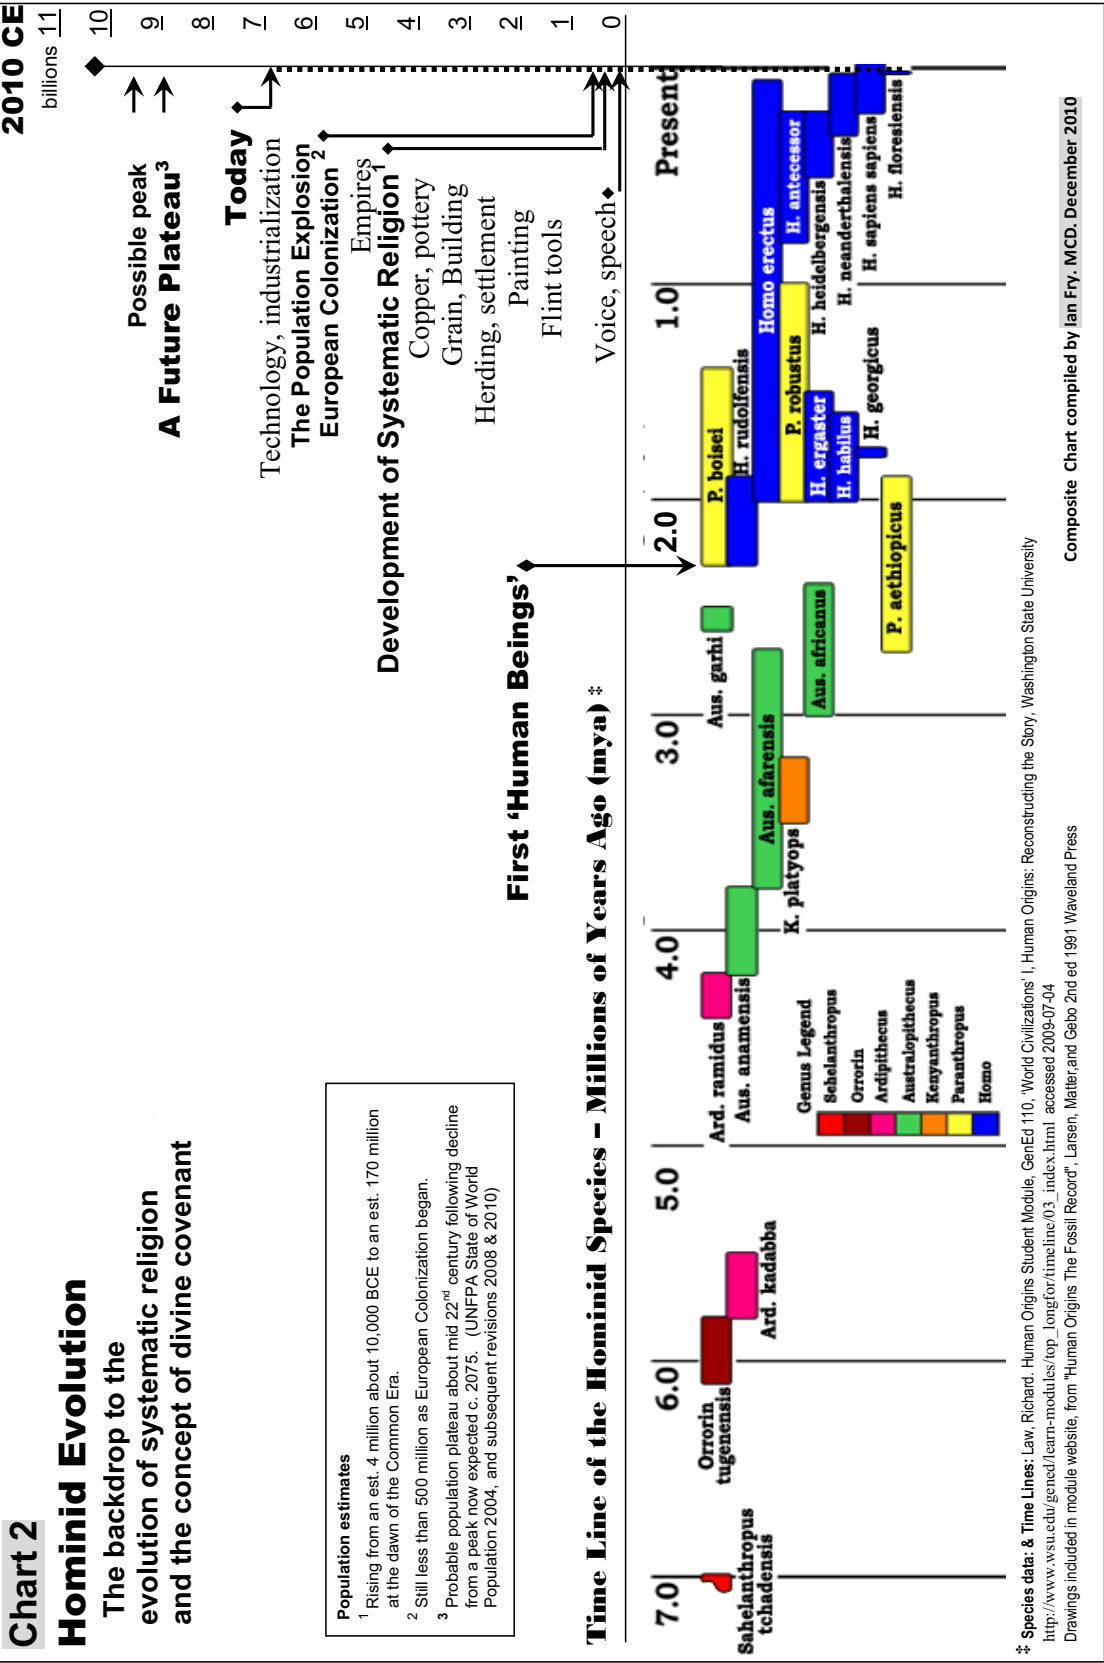 Chart 2
Hominid Evolution
The backdrop to the
evolution of systematic religion
and the concept of divine covenant
2010 CE
billions 11
10
9
8
7
6
5
4
3
2
1
0
Possible peak
A Future Plateau³
Today
Technology, industrialization
The Population Explosion
European Colonization ²
Empires
Development of Systematic Religion¹
Copper, pottery
Grain, Building
Herding, settlement
Painting
Flint tools
Voice, speech
First ‘Human Beings’
Population estimates
¹ Rising from an est. 4 million about 10,000 BCE to an est. 170 million
at the dawn of the Common Era.
² Still less than 500 million as European Colonization began.
³ Probable population plateau about mid 22nd century following decline
from a peak now expected c. 2075. (UNFPA State of World
Population 2004, and subsequent revisions 2008 & 2010)
Time Line of the Hominid Species – Millions of Years Ago (mya) ‡
7.0
6.0
5.0
4.0
3.0
2.0
1.0
Present
Sahelanthropus
tchadensis
Orrorin
tugenensis
Ard. kadabba
Ard. ramidus
Aus. anamensis
Aus. afarensis
K. platyops
Aus. garhi
Aus. africanus
P. aethiopicus
P. boisei
H. rudolfensis
Homo erectus
P. robustus
H. ergaster
H. habilus
H. georgicus
H. antecessor
H. heidelbergensis
H. neanderthalensis
H. sapiens sapiens
H. floresiensis
Genus Legend
Sehelanthropus
Orrorin
Ardipithecus
Australopithecus
Kenyanthropus
Paranthropus
Homo
‡ Species data: & Time Lines: Law, Richard. Human Origins Student Module, GenEd 110, ‘World Civilizations’ I, Human Origins: Reconstructing the Story, Washington State University
http://www.wsu.edu/gened/learn-modules/top_longfor/timeline/03_index.html accessed 2009-07-04
Drawings included in module website, from "Human Origins The Fossil Record", Larsen, Matter,and Gebo 2nd ed 1991 Waveland Press
Composite Chart compiled by Ian Fry. MCD. December 2010